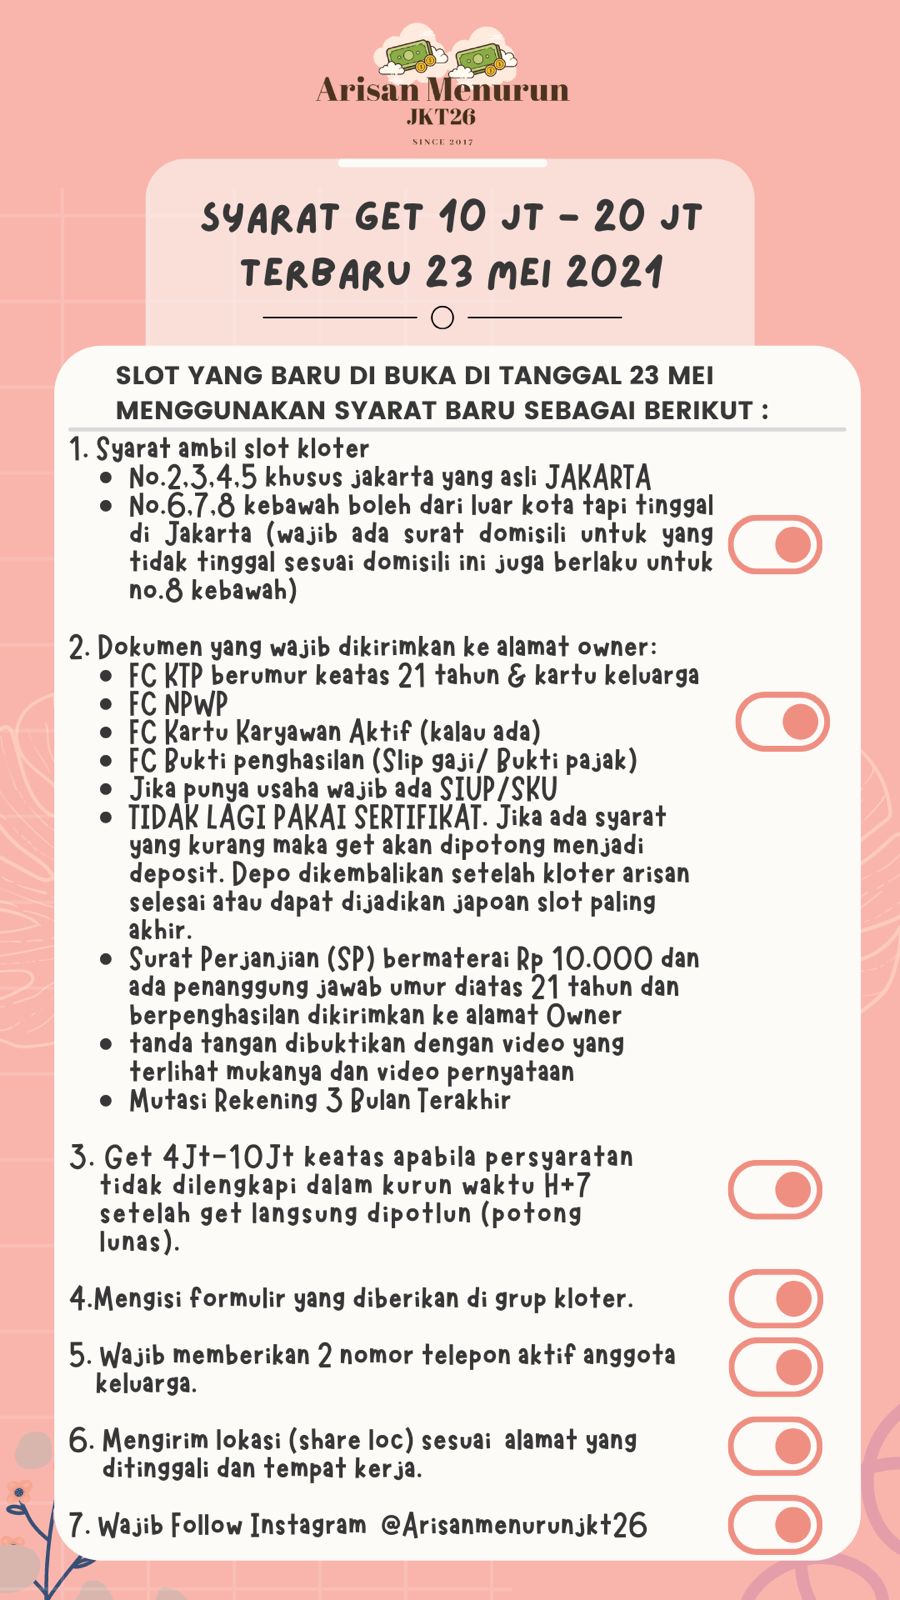 Arisan Menurun
JKT26
SINCE 2017
SYARAT GET 10 JT - 20 JT
TERBARU 23 MEI 2021
SLOT YANG BARU DI BUKA DI TANGGAL 23 MEI
MENGGUNAKAN SYARAT BARU SEBAGAI BERIKUT :
1. Syarat ambil slot kloter
• No.2,3,4,5 khusus jakarta yang asli JAKARTA
• No.6,7,8 kebawah boleh dari luar kota tapi tinggal
di Jakarta (wajib ada surat domisili untuk yang
tidak tinggal sesuai domisili ini juga berlaku untuk
no.8 kebawah)
2. Dokumen yang wajib dikirimkan ke alamat owner:
• FC KTP berumur keatas 21 tahun & kartu keluarga
• FC NPWP
• FC Kartu Karyawan Aktif (kalau ada)
• FC Bukti penghasilan (Slip gaji/ Bukti pajak)
• Jika punya usaha wajib ada SIUP/SKU
• TIDAK LAGI PAKAI SERTIFIKAT. Jika ada syarat
yang kurang maka get akan dipotong menjadi
deposit. Depo dikembalikan setelah kloter arisan
selesai atau dapat dijadikan japoan slot paling
akhir.
• Surat Perjanjian (SP) bermaterai Rp 10.000 dan
ada penanggung jawab umur diatas 21 tahun dan
berpenghasilan dikirimkan ke alamat Owner
• tanda tangan dibuktikan dengan video yang
terlihat mukanya dan video pernyataan
• Mutasi Rekening 3 Bulan Terakhir
3. Get 4Jt-10Jt keatas apabila persyaratan
tidak dilengkapi dalam kurun waktu H+7
setelah get langsung dipotlun (potong
lunas).
4.Mengisi formulir yang diberikan di grup kloter.
5. Wajib memberikan 2 nomor telepon aktif anggota
keluarga.
6. Mengirim lokasi (share loc) sesuai alamat yang
ditinggali dan tempat kerja.
7. Wajib Follow Instagram @Arisanmenurunjkt26